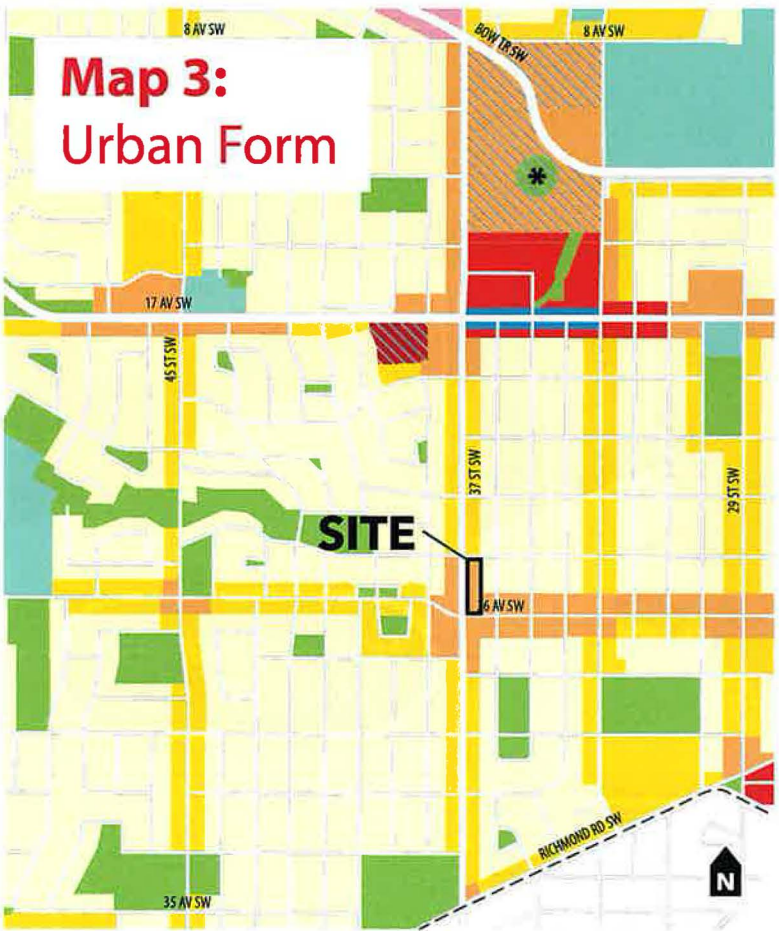 8 AV SW
BOW TR SW
8 AV SW
Map 3:
Urban Form
*
17 AV SW
45 ST SW
37 ST SW
29 ST SW
SITE
6 AV SW
RICHMOND RD SW
35 AV SW
N